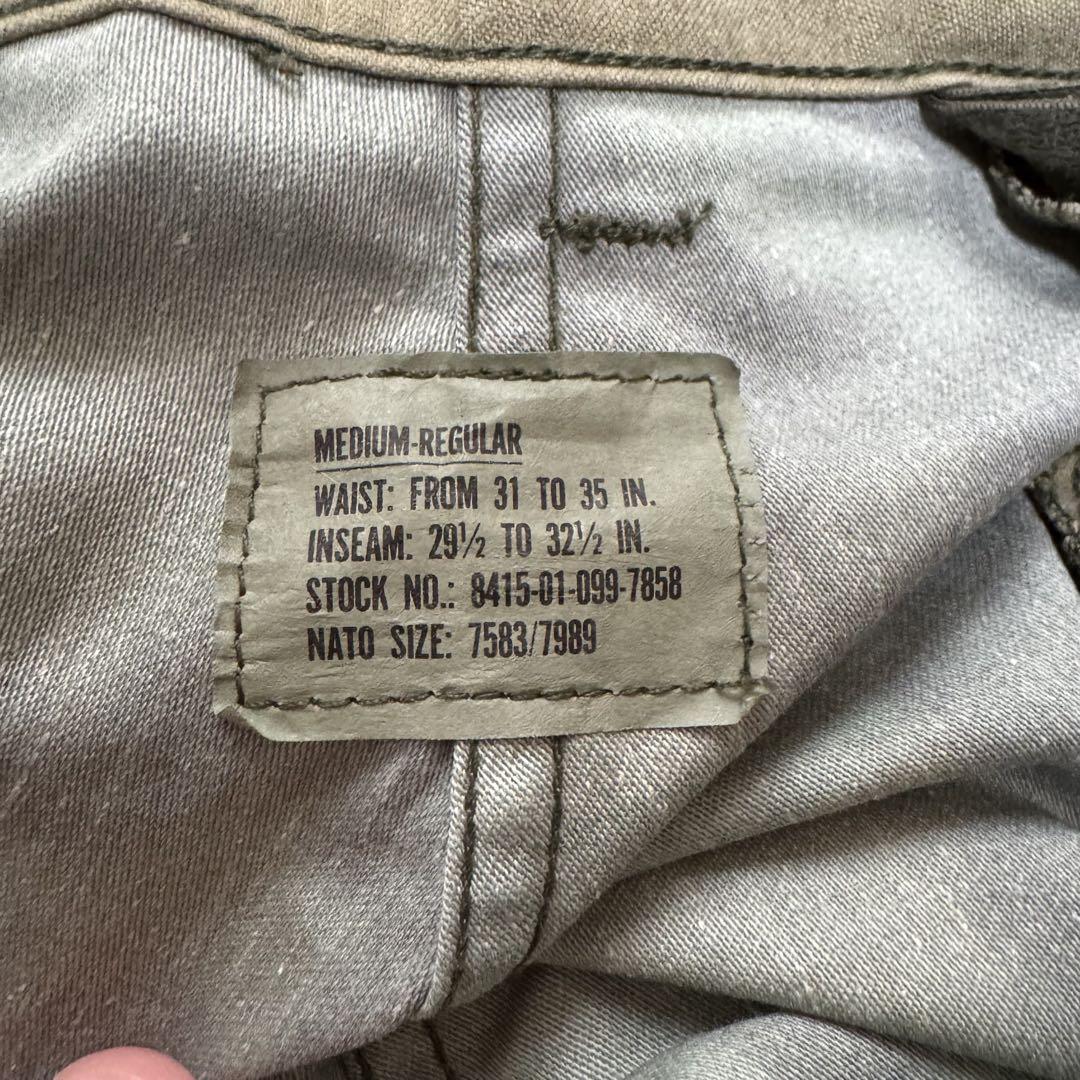 MEDIUM-REGULAR
WAIST: FROM 31 TO 35 IN.
INSEAM: 29½ TO 32½ IN.
STOCK NO.: 8415-01-099-7858
NATO SIZE: 7583/7989